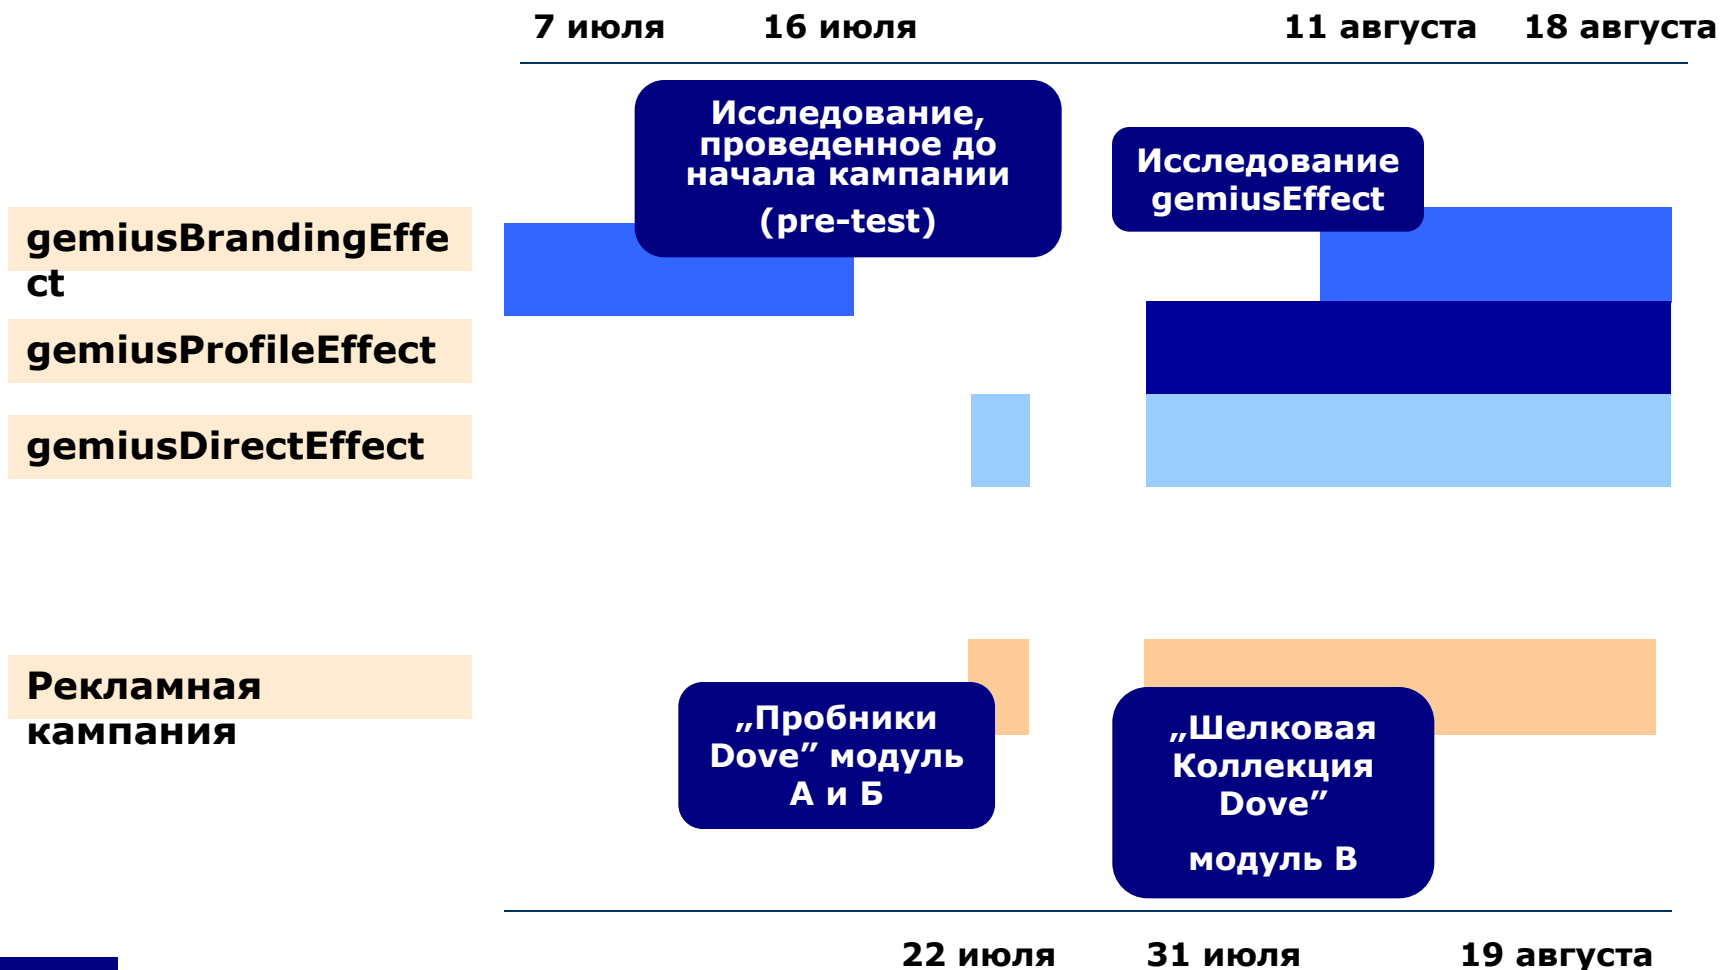 7 июля 16 июля 11 августа 18 августа
Исследование,
проведенное до
начала кампании
(pre-test)
Исследование
gemiusEffect
gemiusBrandingEffe
ct
gemiusProfileEffect
gemiusDirectEffect
Рекламная
кампания
„Пробники
Dove” модуль
А и Б
„Шелковая
Коллекция
Dove”
модуль В
22 июля 31 июля 19 августа